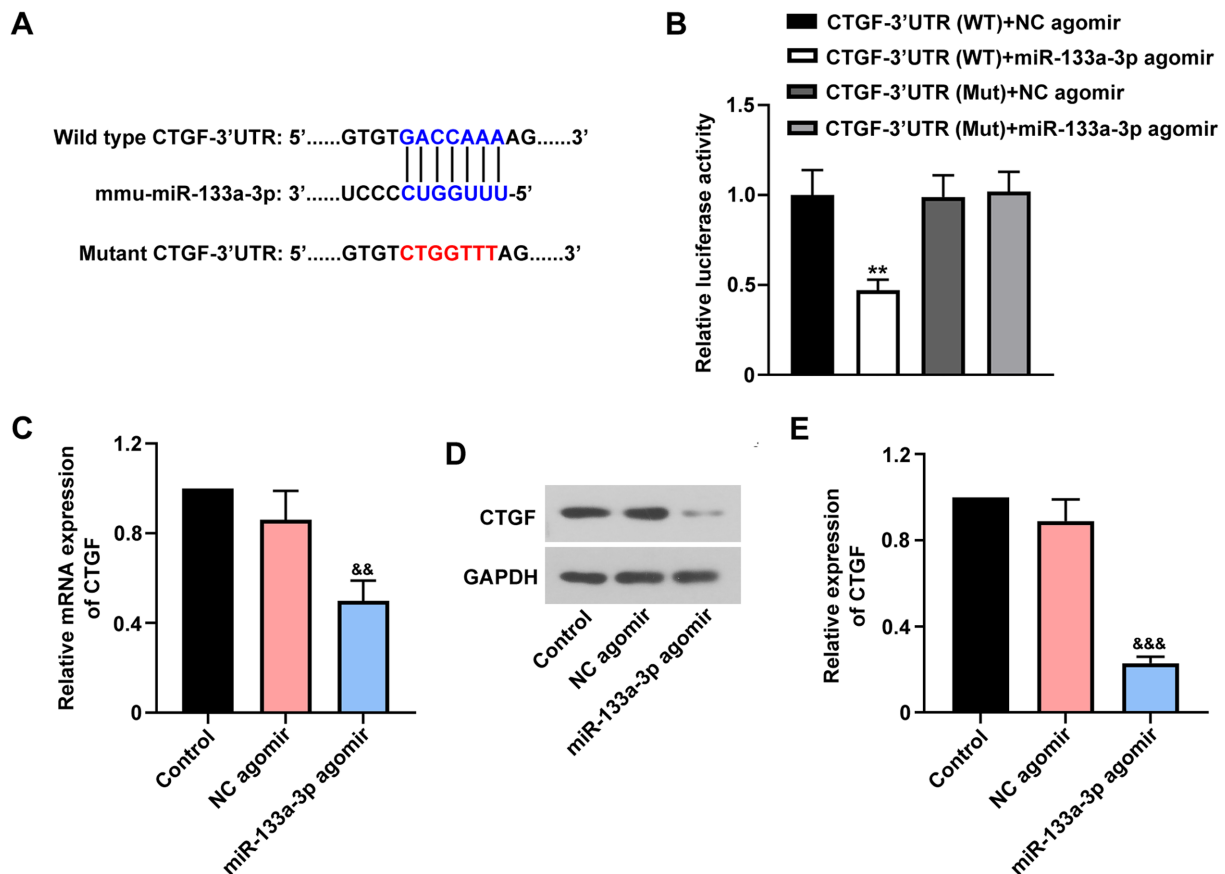 A
Wild type CTGF-3’UTR: 5’......GTGTGACCAAAAG......3’
mmu-miR-133a-3p: 3’......UCCCCUGGUUU-5’
Mutant CTGF-3’UTR: 5’......GTGTCTGGTTTAG......3’
B
CTGF-3’UTR (WT)+NC agomir
CTGF-3’UTR (WT)+miR-133a-3p agomir
CTGF-3’UTR (Mut)+NC agomir
CTGF-3’UTR (Mut)+miR-133a-3p agomir
Relative luciferase activity
1.5
1.0
0.5
0
**
C
Relative mRNA expression
of CTGF
1.2
0.8
0.4
0
&&
Control
NC agomir
miR-133a-3p agomir
D
CTGF
GAPDH
Control
NC agomir
miR-133a-3p agomir
E
Relative expression
of CTGF
1.2
0.8
0.4
0
&&&
Control
NC agomir
miR-133a-3p agomir